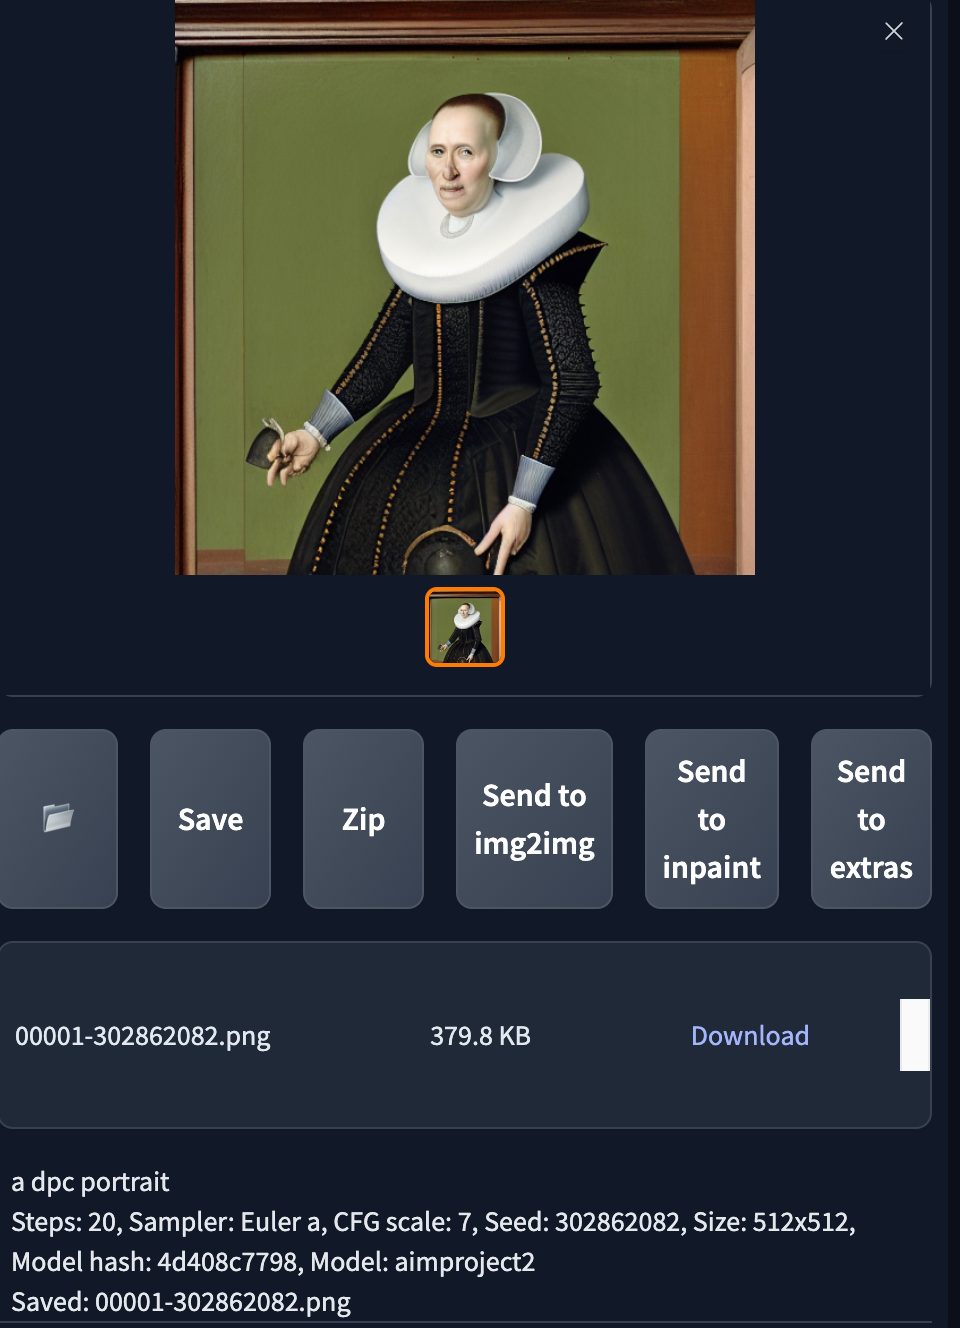 Save
Zip
Send to
img2img
Send
to
inpaint
Send
to
extras
00001-302862082.png
379.8 KB
Download
a dpc portrait
Steps: 20, Sampler: Euler a, CFG scale: 7, Seed: 302862082, Size: 512x512,
Model hash: 4d408c7798, Model: aimproject2
Saved: 00001-302862082.png